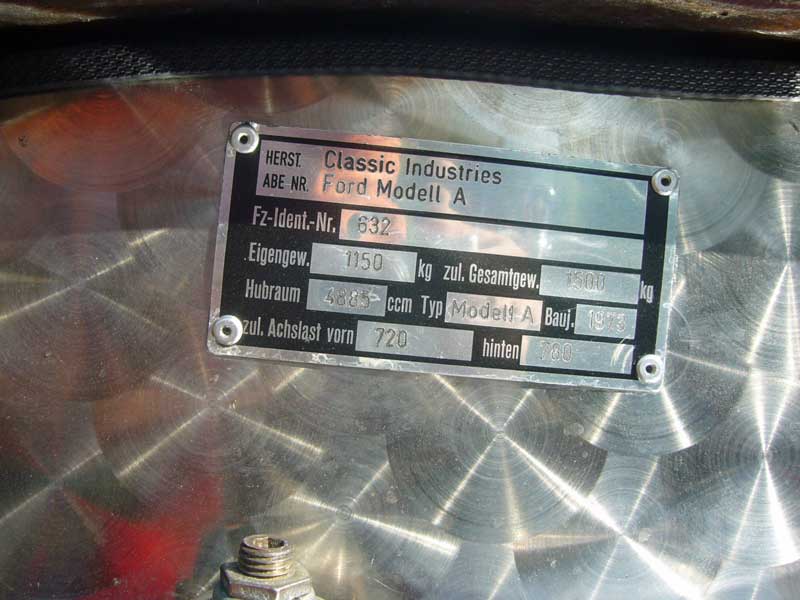 HERST. Classic Industries
ABE NR. Ford Modell A
Fz-Ident.-Nr. 632
Eigengew. 1150 kg zul. Gesamtgew. 1500 kg
Hubraum 4885 ccm Typ Modell A Bauj. 1973
zul. Achslast vorn 720 hinten 780